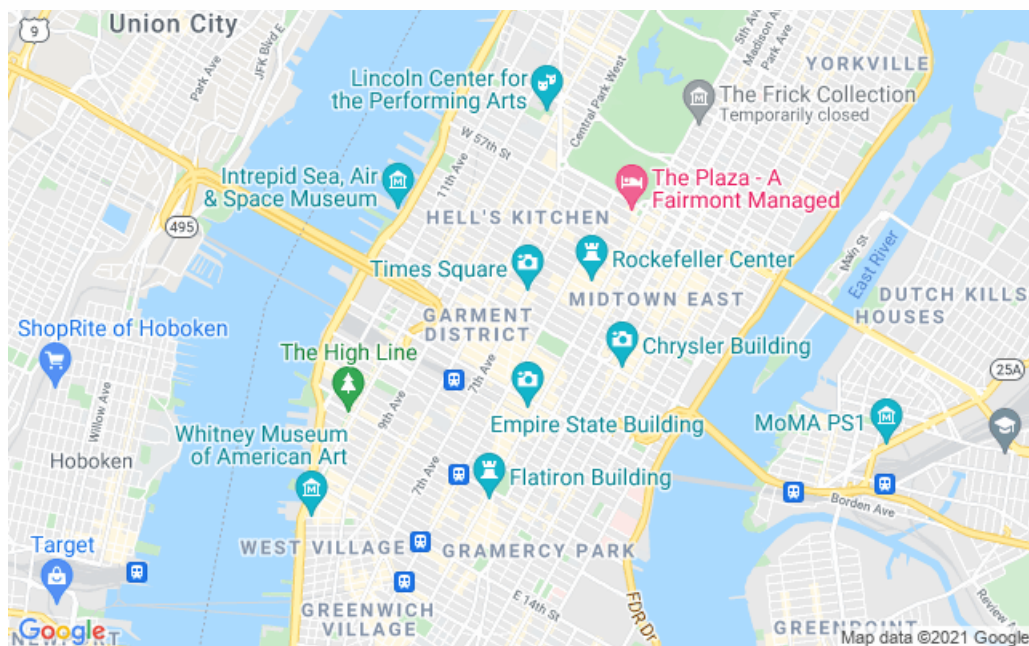 9
Union City
JFK Blvd E
Park Ave
5th Ave
Madison Ave
Park Ave
YORKVILLE
Lincoln Center for
the Performing Arts
Central Park West
The Frick Collection
Temporarily closed
W 57th St
11th Ave
Intrepid Sea, Air
& Space Museum
The Plaza - A
Fairmont Managed
HELL'S KITCHEN
495
Main St
East River
Times Square
Rockefeller Center
MIDTOWN EAST
DUTCH KILLS
HOUSES
GARMENT
DISTRICT
ShopRite of Hoboken
The High Line
Chrysler Building
7th Ave
25A
Willow Ave
9th Ave
Empire State Building
MoMA PS1
Whitney Museum
of American Art
Hoboken
7th Ave
Flatiron Building
Borden Ave
Target
WEST VILLAGE
GRAMERCY PARK
E 14th St
GREENWICH
VILLAGE
FDR Dr
Review Ave
GREENPOINT
Google
NEWPORT
Map data ©2021 Google